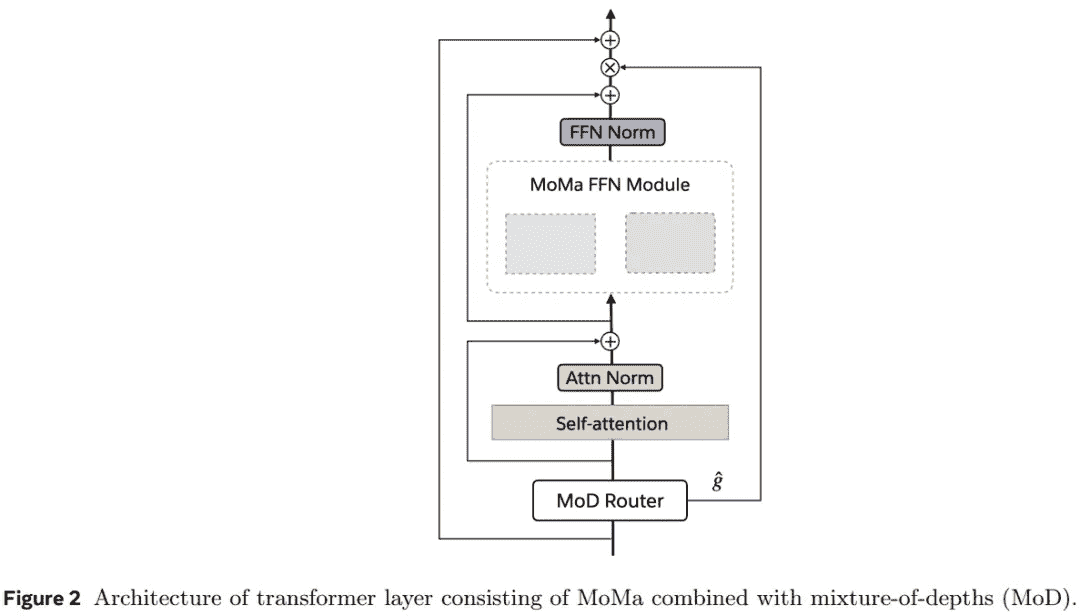 FFN Norm
MoMa FFN Module
Attn Norm
Self-attention
ĝ
MoD Router
Figure 2 Architecture of transformer layer consisting of MoMa combined with mixture-of-depths (MoD).